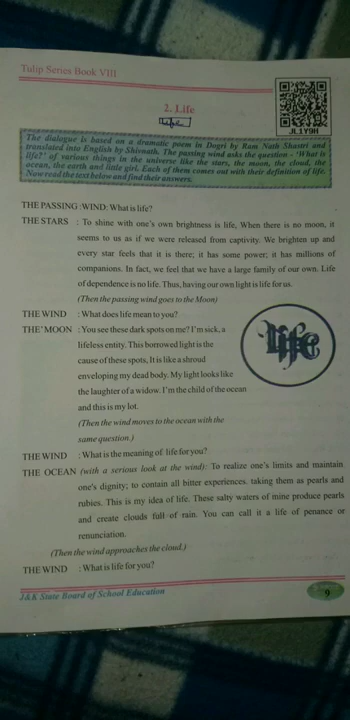 Tulip Series Book VIII
JL1Y9H
2. Life
The dialogue is based on a dramatic poem in Dogri by Ram Nath Shastri and
translated into English by Shivnath. The passing wind asks the question - 'What is
life?' of various things in the universe like the stars, the moon, the cloud, the
ocean, the earth and little girl. Each of them comes out with their definition of life.
Now read the text below and find their answers.
THE PASSING :WIND: What is life?
THE STARS : To shine with one's own brightness is life. When there is no moon, it
seems to us as if we were released from captivity. We brighten up and
every star feels that it is there; it has some power; it has millions of
companions. In fact, we feel that we have a large family of our own. Life
of dependence is no life. Thus, having our own light is life for us.
(Then the passing wind goes to the Moon)
THE WIND : What does life mean to you?
THE MOON : You see these dark spots on me? I'm sick, a
lifeless entity. This borrowed light is the
cause of these spots, It is like a shroud
enveloping my dead body. My light looks like
the laughter of a widow. I'm the child of the ocean
and this is my lot.
Life
(Then the wind moves to the ocean with the
same question.)
THE WIND : What is the meaning of life for you?
THE OCEAN (with a serious look at the wind): To realize one's limits and maintain
one's dignity; to contain all bitter experiences. taking them as pearls and
rubies. This is my idea of life. These salty waters of mine produce pearls
and create clouds full of rain. You can call it a life of penance or
renunciation.
(Then the wind approaches the cloud.)
THE WIND : What is life for you?
J&K State Board of School Education
9